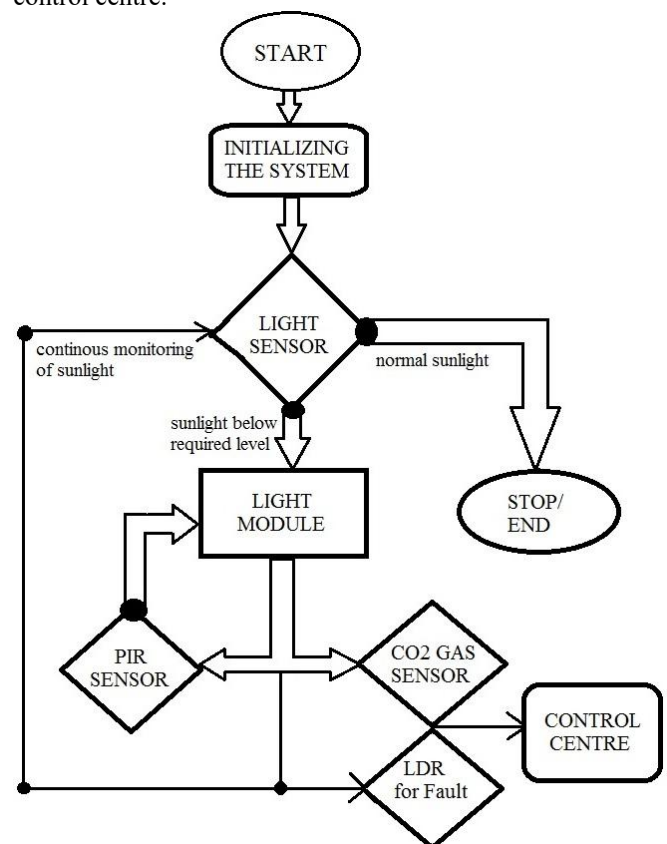 control centre.
START
INITIALIZING
THE SYSTEM
LIGHT
SENSOR
continous monitoring
of sunlight
normal sunlight
sunlight below
required level
LIGHT
MODULE
STOP/
END
PIR
SENSOR
CO2 GAS
SENSOR
CONTROL
CENTRE
LDR
for Fault